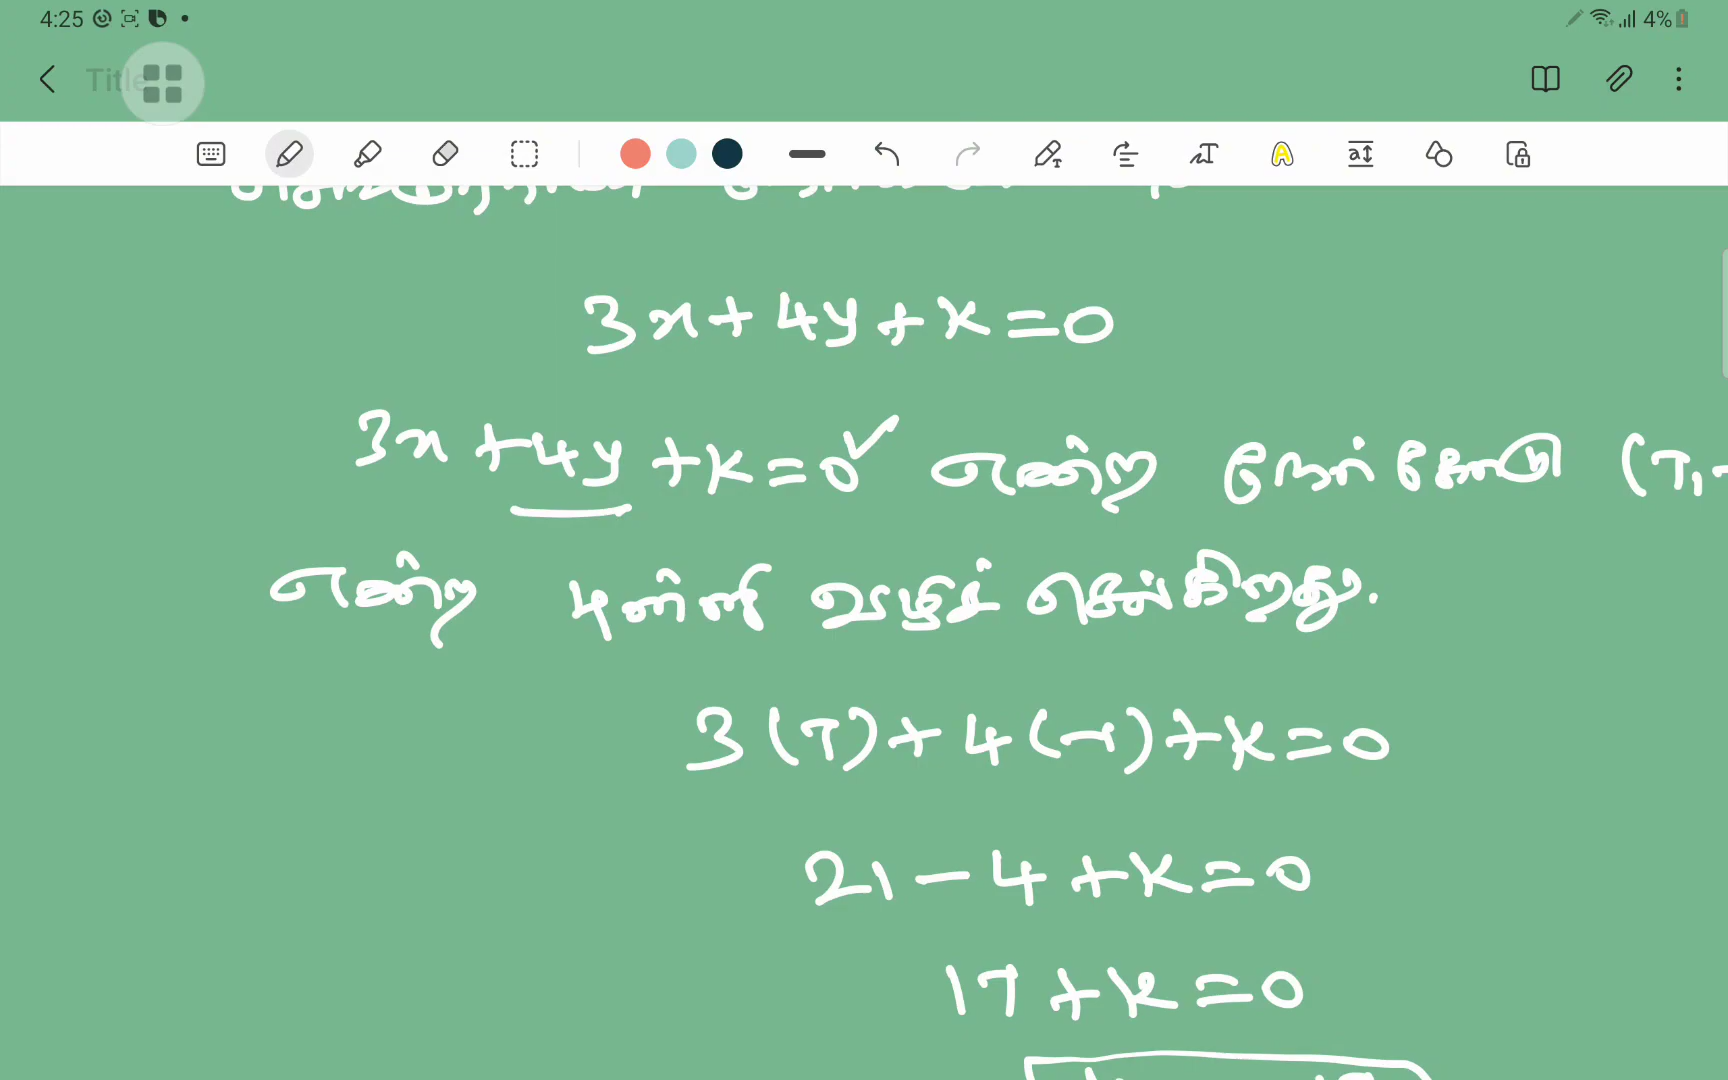 4:25 4%
Title
3x+4y+k=0
3x+4y+k=0 ✓ என்ற நேர்கோடு (7,-
என்ற புள்ளி வழிச் செல்கிறது.
3(7)+4(-1)+k=0
21-4+k=0
17+k=0